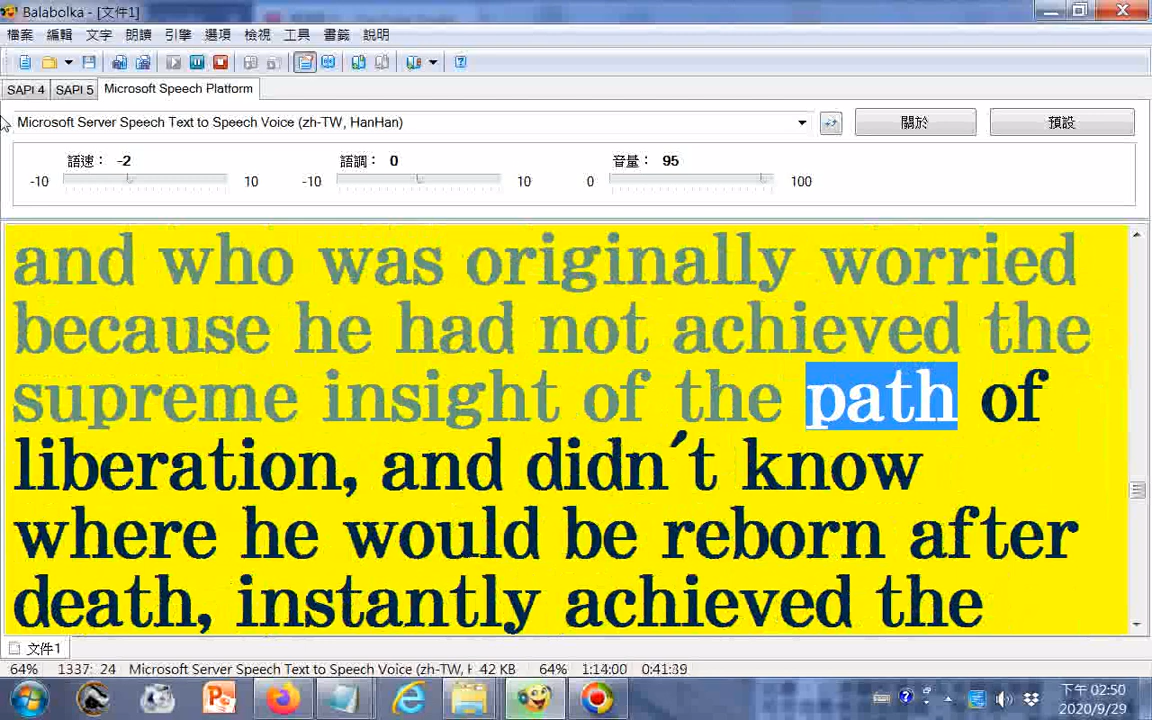 Balabolka - [文件1]
檔案 編輯 文字 朗讀 引擎 選項 檢視 工具 書籤 說明
SAPI 4 SAPI 5 Microsoft Speech Platform
Microsoft Server Speech Text to Speech Voice (zh-TW, HanHan) 關於 預設
語速： -2 語調： 0 音量： 95
-10 10 -10 10 0 100
and who was originally worried
because he had not achieved the
supreme insight of the path of
liberation, and didn´t know
where he would be reborn after
death, instantly achieved the
文件1
64% 1337: 24 Microsoft Server Speech Text to Speech Voice (zh-TW, H 42 KB 64% 1:14:00 0:41:39
下午 02:50
2020/9/29